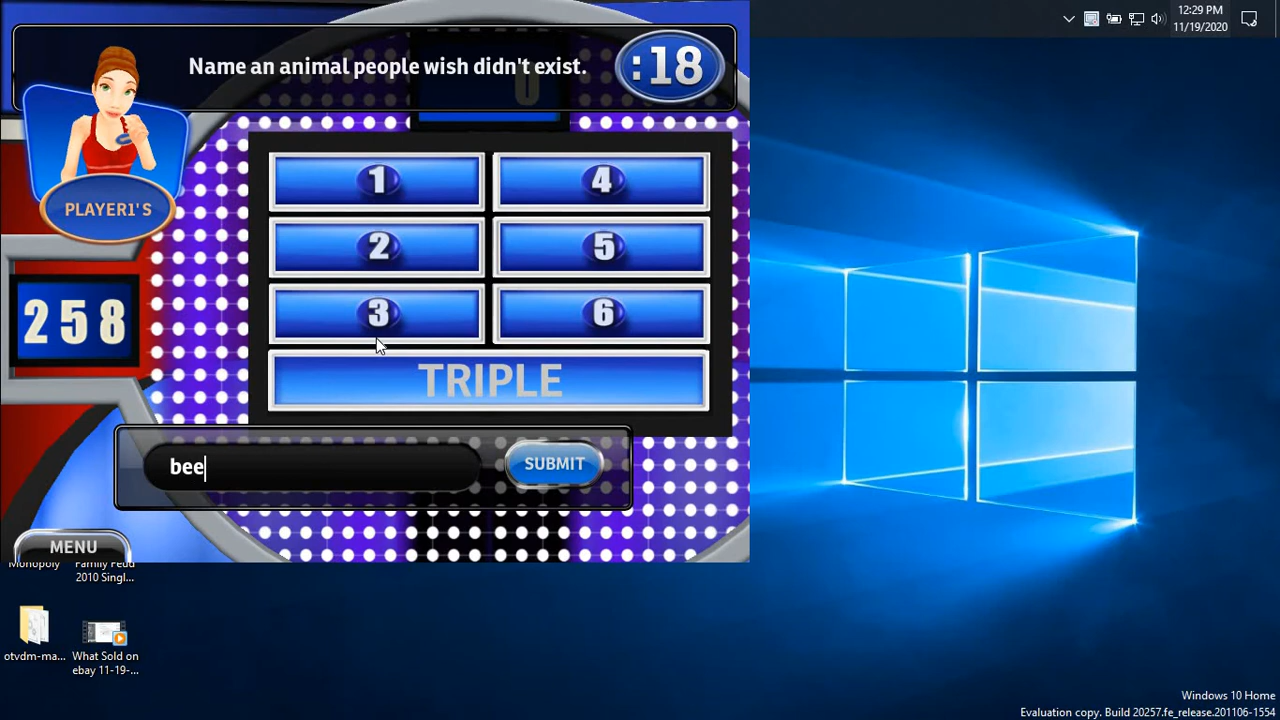 12:29 PM
11/19/2020
Name an animal people wish didn't exist.
:18
0
PLAYER1'S
258
1
4
2
5
3
6
TRIPLE
bee
SUBMIT
MENU
Monopoly
Family Feud
2010 Singl...
otvdm-ma...
What Sold on
ebay 11-19-...
Windows 10 Home
Evaluation copy. Build 20257.fe_release.201106-1554